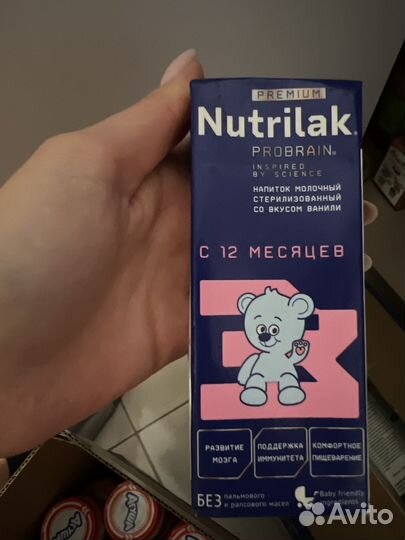 PREMIUM
Nutrilak
PROBRAIN®
INSPIRED
BY SCIENCE
НАПИТОК МОЛОЧНЫЙ
СТЕРИЛИЗОВАННЫЙ
СО ВКУСОМ ВАНИЛИ
С 12 МЕСЯЦЕВ
3
РАЗВИТИЕ
МОЗГА
ПОДДЕРЖКА
ИММУНИТЕТА
КОМФОРТНОЕ
ПИЩЕВАРЕНИЕ
БЕЗ пальмового
и рапсового масел
Baby friendly
ingredients
Avito